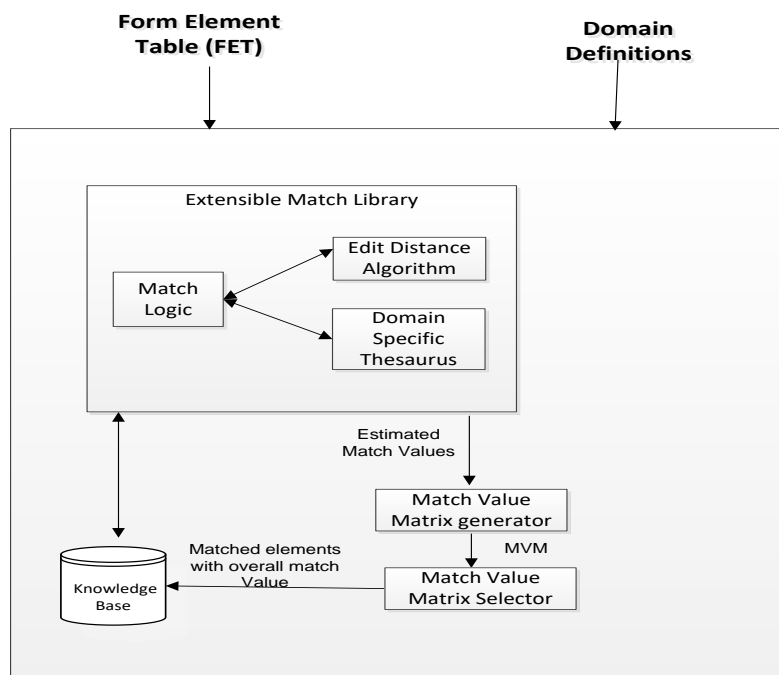 Form Element
Table (FET)
Domain
Definitions
Extensible Match Library
Edit Distance
Algorithm
Match
Logic
Domain
Specific
Thesaurus
Estimated
Match Values
Match Value
Matrix generator
MVM
Matched elements
with overall match
Value
Match Value
Matrix Selector
Knowledge
Base